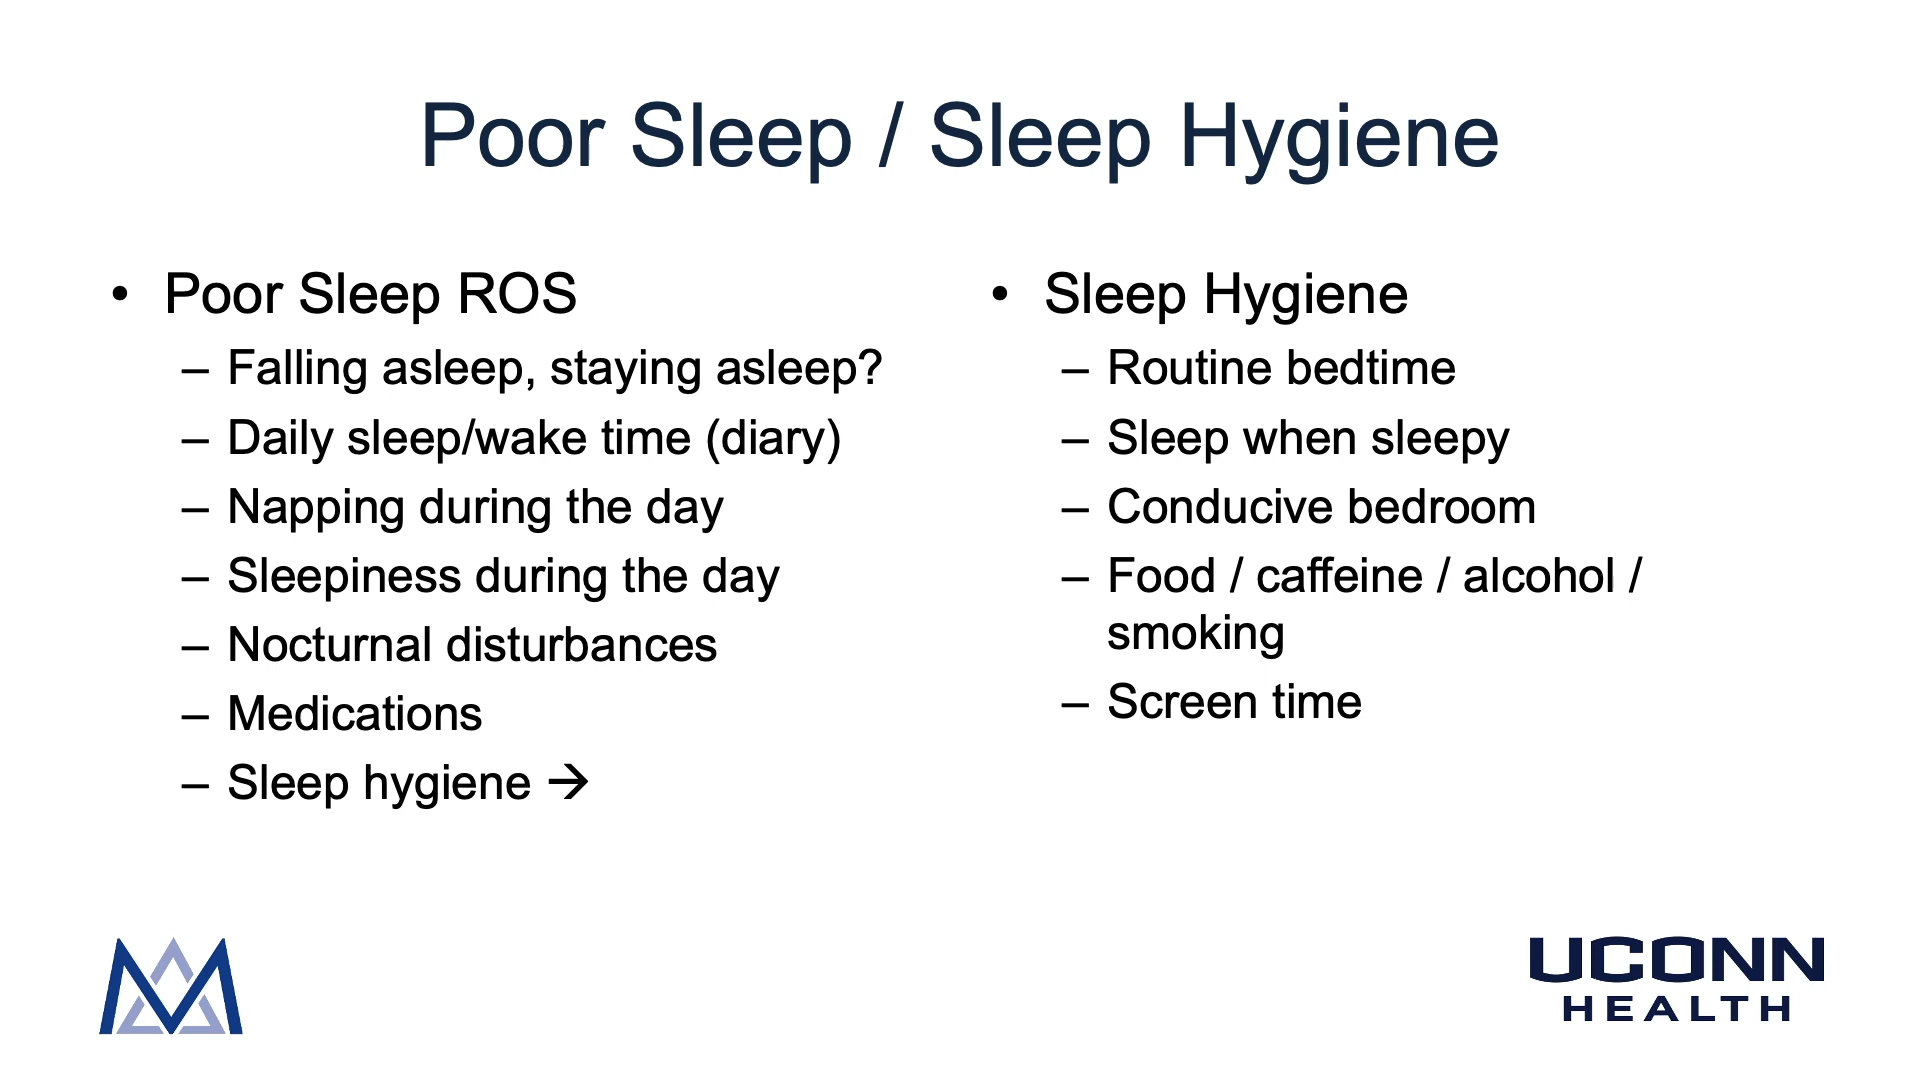 Poor Sleep / Sleep Hygiene
• Poor Sleep ROS
– Falling asleep, staying asleep?
– Daily sleep/wake time (diary)
– Napping during the day
– Sleepiness during the day
– Nocturnal disturbances
– Medications
– Sleep hygiene →
• Sleep Hygiene
– Routine bedtime
– Sleep when sleepy
– Conducive bedroom
– Food / caffeine / alcohol /
smoking
– Screen time
UCONN
HEALTH